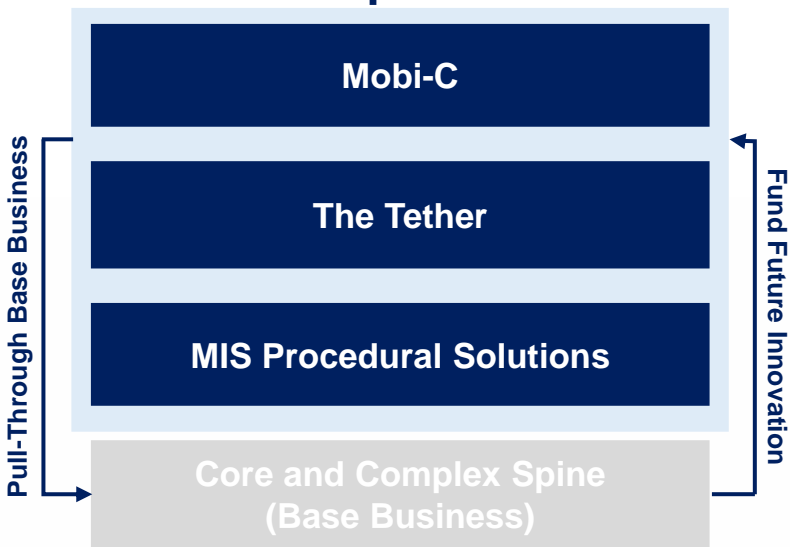 Mobi-C
Pull-Through Base Business
The Tether
Fund Future Innovation
MIS Procedural Solutions
Core and Complex Spine
(Base Business)